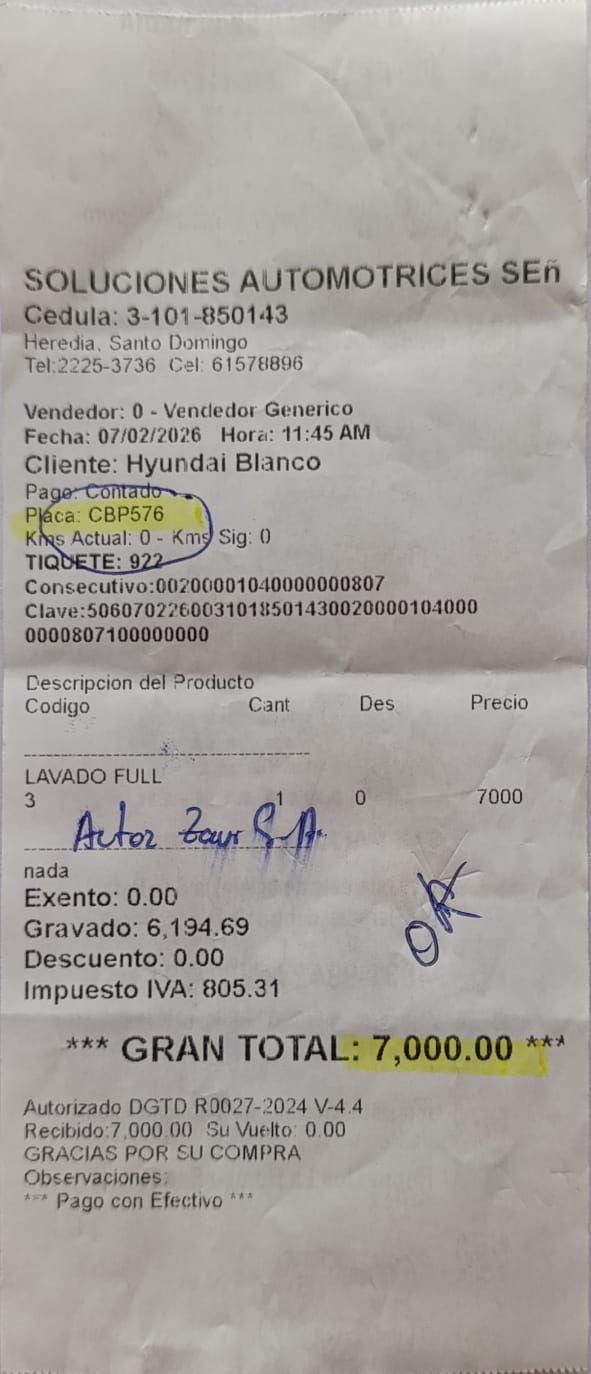 SOLUCIONES AUTOMOTRICES SEñ
Cedula: 3-101-850143
Heredia, Santo Domingo
Tel:2225-3736 Cel: 61578896
Vendedor: 0 - Vendedor Generico
Fecha: 07/02/2026 Hora: 11:45 AM
Cliente: Hyundai Blanco
Pago: Contado
Placa: CBP576
Kms Actual: 0 - Kms Sig: 0
TIQUETE: 922
Consecutivo:00200001040000000807
Clave:5060702260031018501430020000104000
0000807100000000
Descripcion del Producto
Codigo Cant Des Precio
LAVADO FULL
3 1 0 7000
S.A.
nada
Exento: 0.00
OK
Gravado: 6,194.69
Descuento: 0.00
Impuesto IVA: 805.31
*** GRAN TOTAL: 7,000.00 ***
Autorizado DGTD R0027-2024 V-4.4
Recibido:7,000.00 Su Vuelto: 0.00
GRACIAS POR SU COMPRA
Observaciones:
*** Pago con Efectivo ***